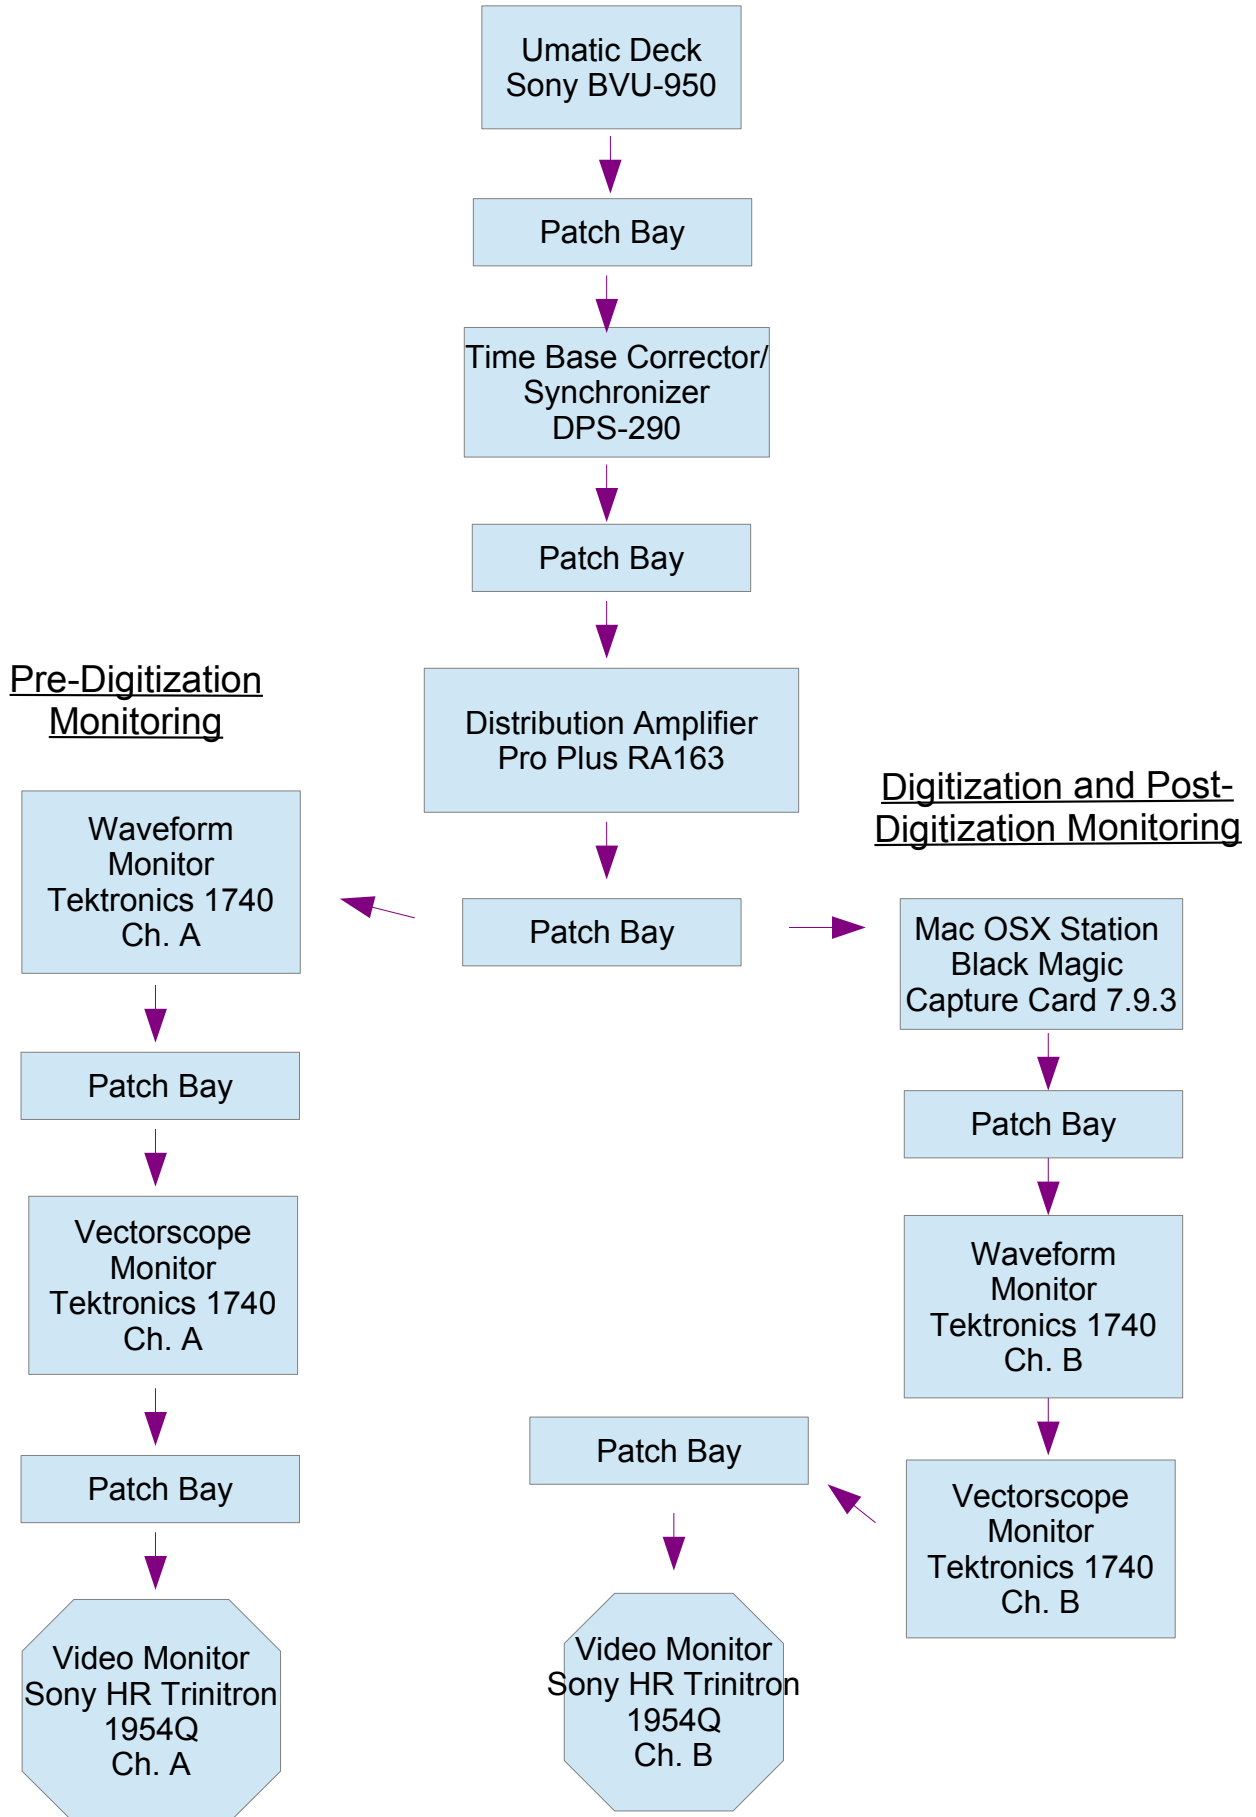 Umatic Deck
Sony BVU-950
Patch Bay
Time Base Corrector/
Synchronizer
DPS-290
Patch Bay
Distribution Amplifier
Pro Plus RA163
Patch Bay
Pre-Digitization
Monitoring
Waveform
Monitor
Tektronics 1740
Ch. A
Patch Bay
Vectorscope
Monitor
Tektronics 1740
Ch. A
Patch Bay
Video Monitor
Sony HR Trinitron
1954Q
Ch. A
Digitization and Post-
Digitization Monitoring
Mac OSX Station
Black Magic
Capture Card 7.9.3
Patch Bay
Waveform
Monitor
Tektronics 1740
Ch. B
Vectorscope
Monitor
Tektronics 1740
Ch. B
Patch Bay
Video Monitor
Sony HR Trinitron
1954Q
Ch. B